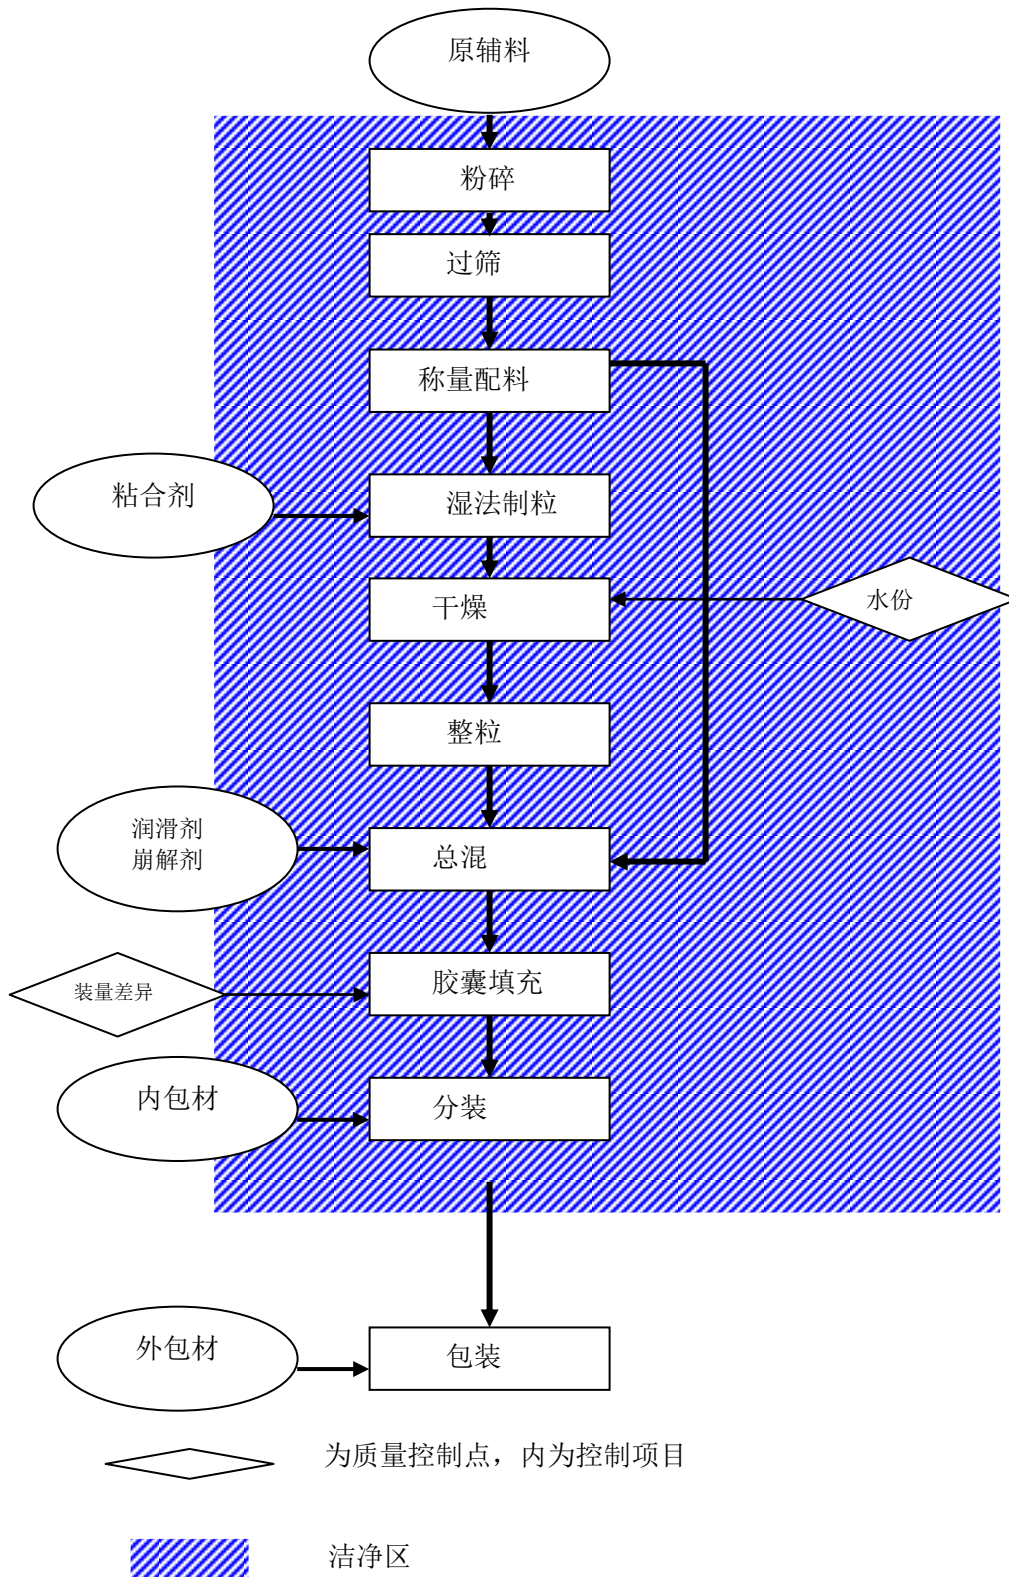 原辅料
粉碎
过筛
称量配料
粘合剂
湿法制粒
干燥
水份
整粒
润滑剂
崩解剂
总混
装量差异
胶囊填充
内包材
分装
外包材
包装
为质量控制点，内为控制项目
洁净区